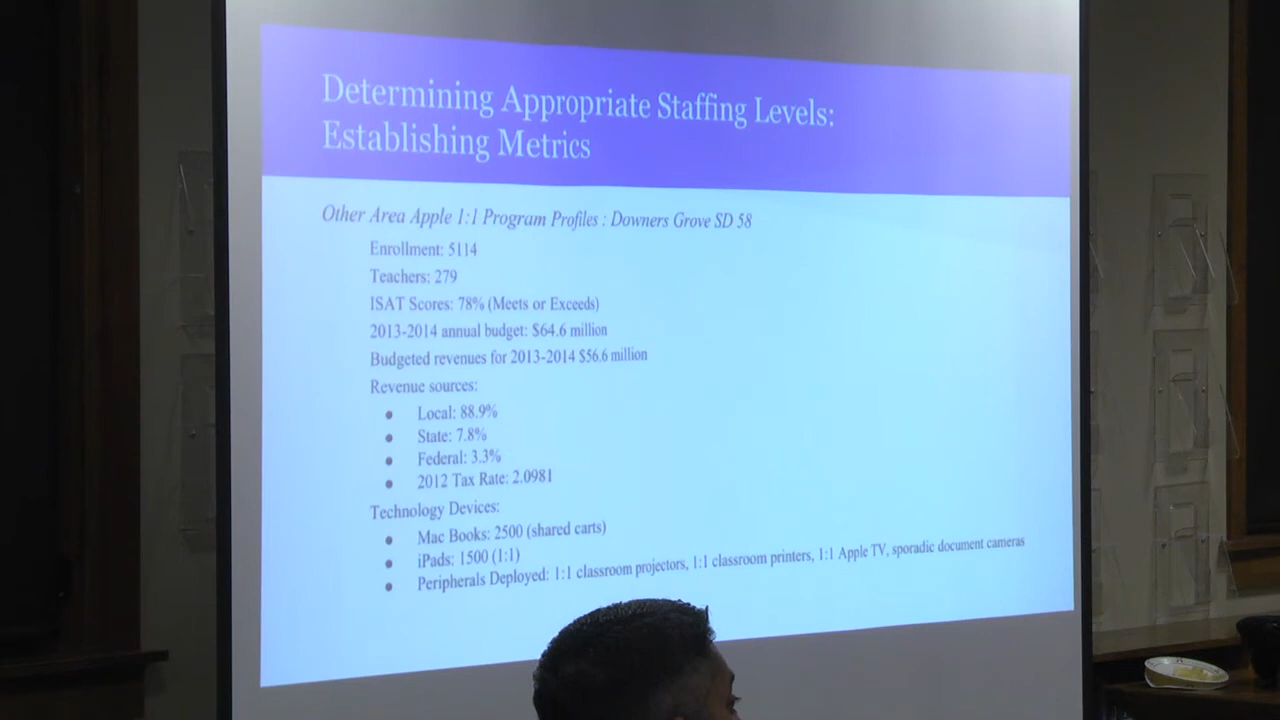 Determining Appropriate Staffing Levels:
Establishing Metrics
Other Area Apple 1:1 Program Profiles : Downers Grove SD 58
Enrollment: 5114
Teachers: 279
ISAT Scores: 78% (Meets or Exceeds)
2013-2014 annual budget: $64.6 million
Budgeted revenues for 2013-2014 $56.6 million
Revenue sources:
● Local: 88.9%
● State: 7.8%
● Federal: 3.3%
● 2012 Tax Rate: 2.0981
Technology Devices:
● Mac Books: 2500 (shared carts)
● iPads: 1500 (1:1)
● Peripherals Deployed: 1:1 classroom projectors, 1:1 classroom printers, 1:1 Apple TV, sporadic document cameras